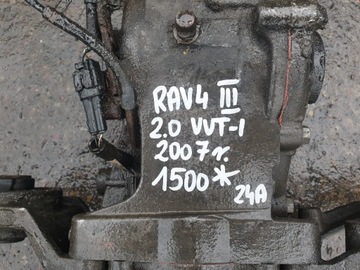 RAV4 III
2.0 VVT-I
2007r.
1500*
24A